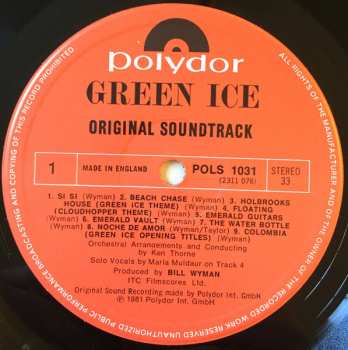 polydor
GREEN ICE
ORIGINAL SOUNDTRACK
1
MADE IN ENGLAND
POLS 1031
(2311 078)
STEREO
33
1. SI SI (Wyman) 2. BEACH CHASE (Wyman) 3. HOLBROOKS
HOUSE (GREEN ICE THEME) (Wyman) 4. FLOATING
(CLOUDHOPPER THEME) (Wyman) 5. EMERALD GUITARS
(Wyman) 6. EMERALD VAULT (Wyman) 7. THE WATER BOTTLE
(Wyman) 8. NOCHE DE AMOR (Wyman/Taylor) 9. COLOMBIA
(GREEN ICE OPENING TITLES) (Wyman)
Orchestral Arrangements and Conducting
by Ken Thorne
Solo Vocals by Maria Muldaur on Track 4
Produced by BILL WYMAN
ITC Filmscores Ltd.
Original Sound Recording made by Polydor Int. GmbH
℗ 1981 Polydor Int. GmbH
ALL RIGHTS OF THE MANUFACTURER AND OF THE OWNER OF THE RECORDED WORK RESERVED UNAUTHORIZED PUBLIC PERFORMANCE BROADCASTING AND COPYING OF THIS RECORD PROHIBITED